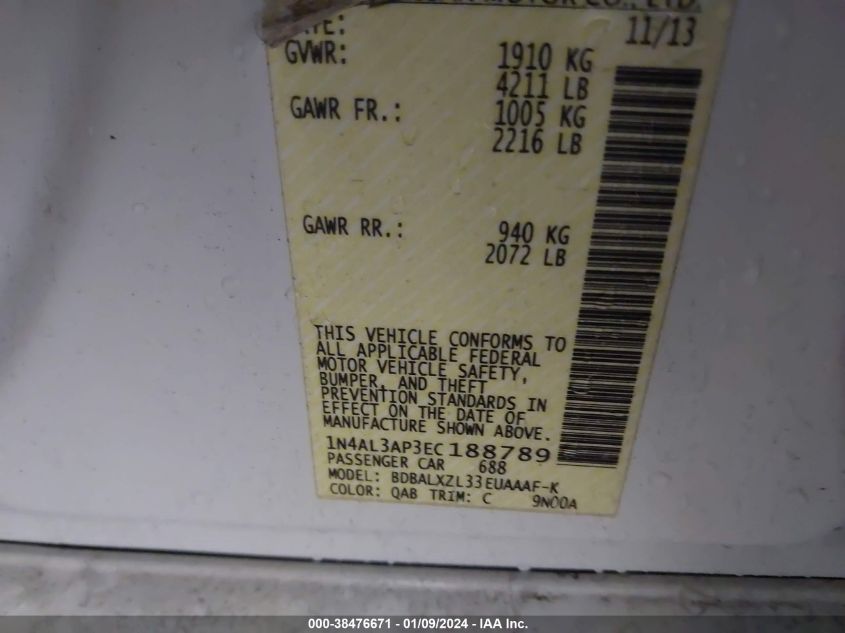 MOTOR CO., LTD.
11/13
GVWR: 1910 KG
4211 LB
GAWR FR.: 1005 KG
2216 LB
GAWR RR.: 940 KG
2072 LB
THIS VEHICLE CONFORMS TO
ALL APPLICABLE FEDERAL
MOTOR VEHICLE SAFETY,
BUMPER, AND THEFT
PREVENTION STANDARDS IN
EFFECT ON THE DATE OF
MANUFACTURE SHOWN ABOVE.
1N4AL3AP3EC188789
PASSENGER CAR 688
MODEL: BDBALXZL33EUAAAF-K
COLOR: QAB TRIM: C 9N00A
000-38476671 - 01/09/2024 - IAA Inc.